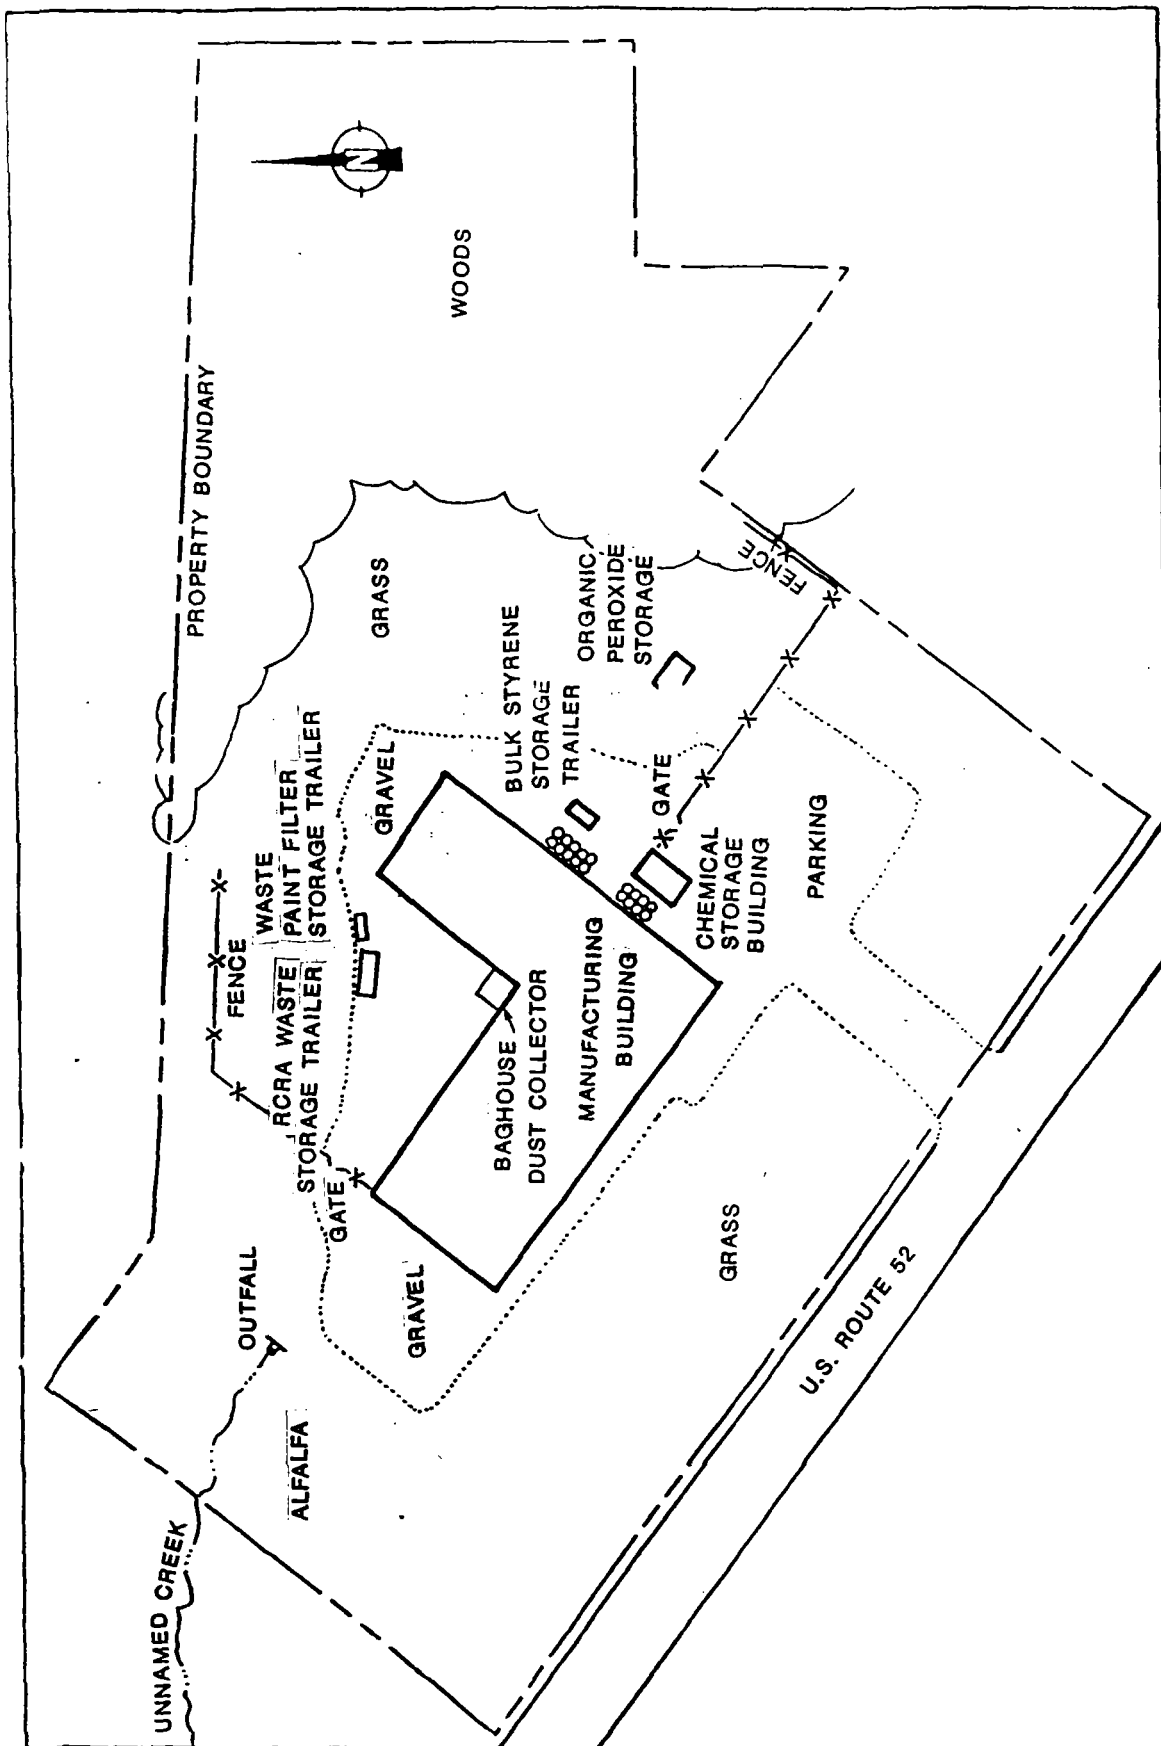 PROPERTY BOUNDARY
N
WOODS
GRASS
FENCE
WASTE
PAINT FILTER
STORAGE TRAILER
RCRA WASTE
STORAGE TRAILER
GATE
GRAVEL
BULK STYRENE
STORAGE
TRAILER
ORGANIC
PEROXIDE
STORAGE
FENCE
GATE
CHEMICAL
STORAGE
BUILDING
PARKING
MANUFACTURING
BUILDING
BAGHOUSE
DUST COLLECTOR
GRAVEL
OUTFALL
ALFALFA
UNNAMED CREEK
GRASS
U.S. ROUTE 52